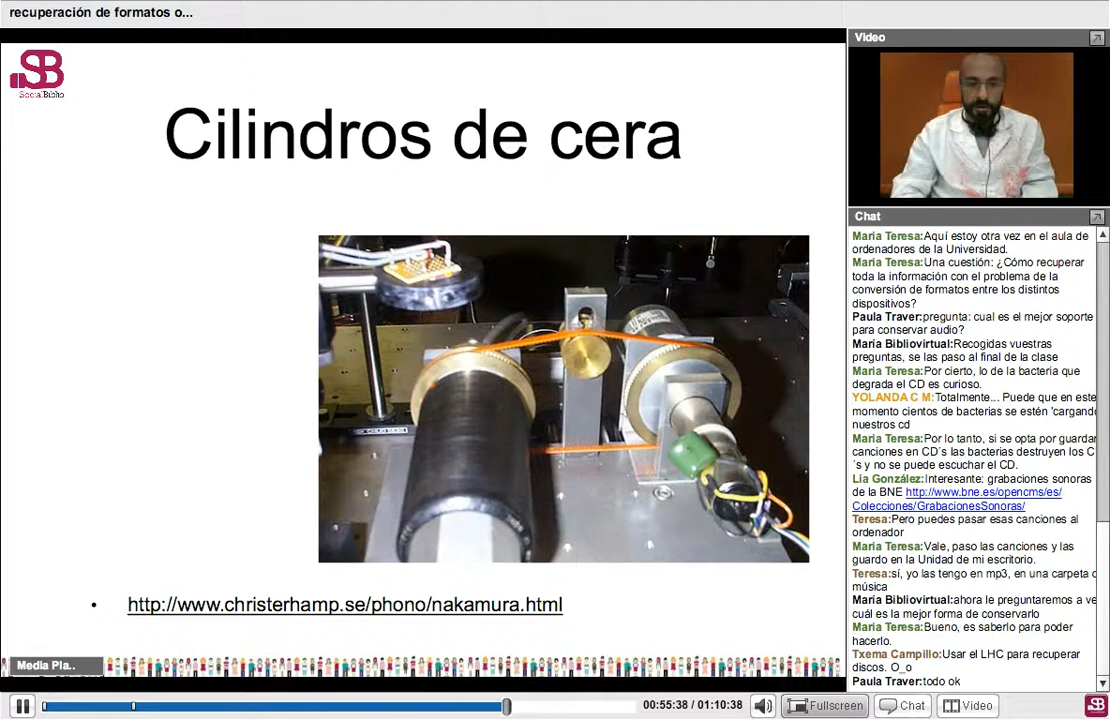 recuperación de formatos o...
SB
SocialBiblio
Cilindros de cera
• http://www.christerhamp.se/phono/nakamura.html
Media Pla..
Video
Chat
Maria Teresa:Aquí estoy otra vez en el aula de
ordenadores de la Universidad.
Maria Teresa:Una cuestión: ¿Cómo recuperar
toda la información con el problema de la
conversión de formatos entre los distintos
dispositivos?
Paula Traver:pregunta: cual es el mejor soporte
para conservar audio?
María Bibliovirtual:Recogidas vuestras
preguntas, se las paso al final de la clase
Maria Teresa:Por cierto, lo de la bacteria que
degrada el CD es curioso.
YOLANDA C M:Totalmente... Puede que en este
momento cientos de bacterias se estén 'cargand
nuestros cd
Maria Teresa:Por lo tanto, si se opta por guardar
canciones en CD´s las bacterias destruyen los C
´s y no se puede escuchar el CD.
Lia González:Interesante: grabaciones sonoras
de la BNE http://www.bne.es/opencms/es/
Colecciones/GrabacionesSonoras/
Teresa:Pero puedes pasar esas canciones al
ordenador
Maria Teresa:Vale, paso las canciones y las
guardo en la Unidad de mi escritorio.
Teresa:sí, yo las tengo en mp3, en una carpeta d
música
María Bibliovirtual:ahora le preguntaremos a ve
cuál es la mejor forma de conservarlo
Maria Teresa:Bueno, es saberlo para poder
hacerlo.
Txema Campillo:Usar el LHC para recuperar
discos. O_o
Paula Traver:todo ok
00:55:38 / 01:10:38
Fullscreen
Chat
Video
SB